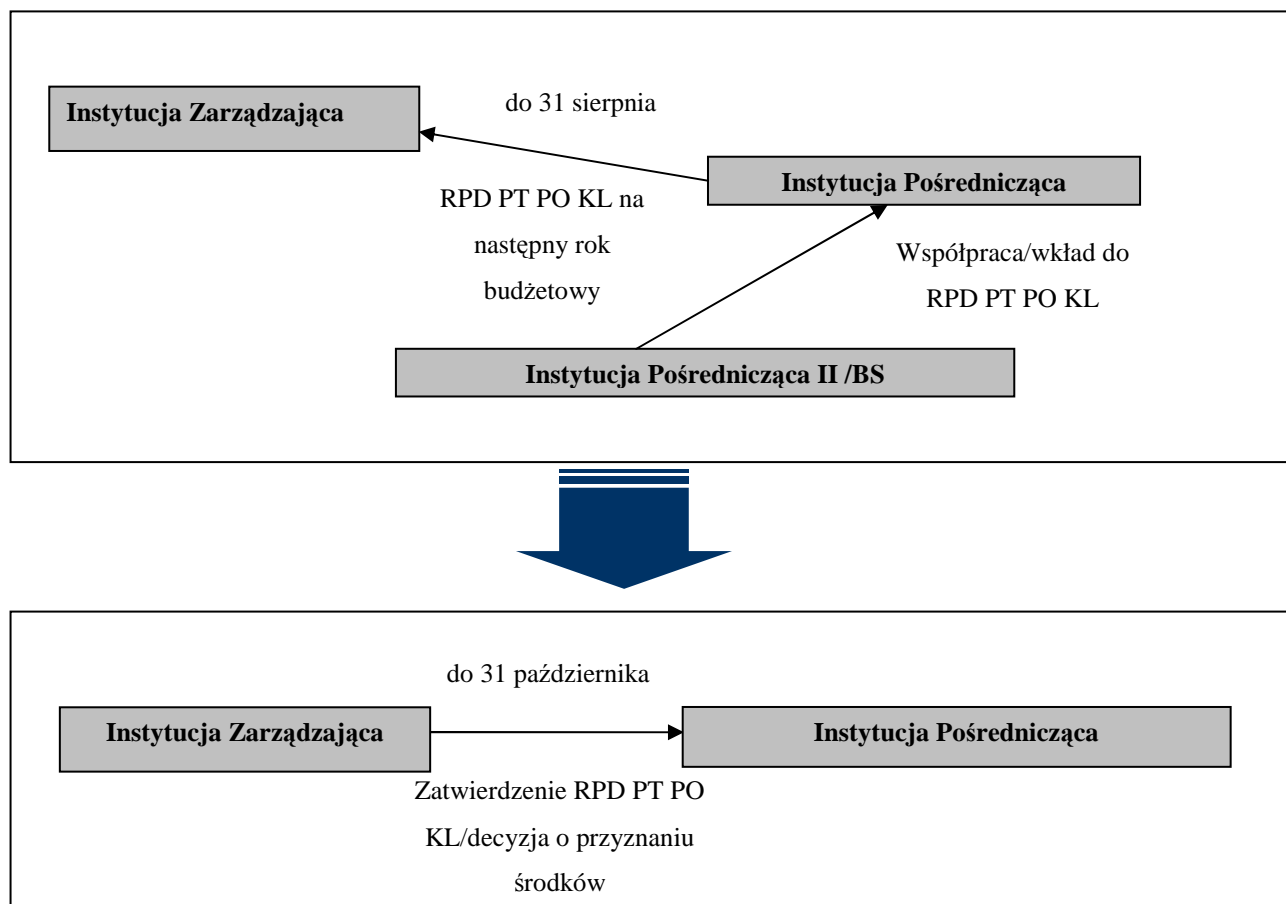 do 31 sierpnia
Instytucja Zarządzająca
Instytucja Pośrednicząca
RPD PT PO KL na
następny rok
budżetowy
Współpraca/wkład do
RPD PT PO KL
Instytucja Pośrednicząca II /BS
do 31 października
Instytucja Zarządzająca
Instytucja Pośrednicząca
Zatwierdzenie RPD PT PO
KL/decyzja o przyznaniu
środków